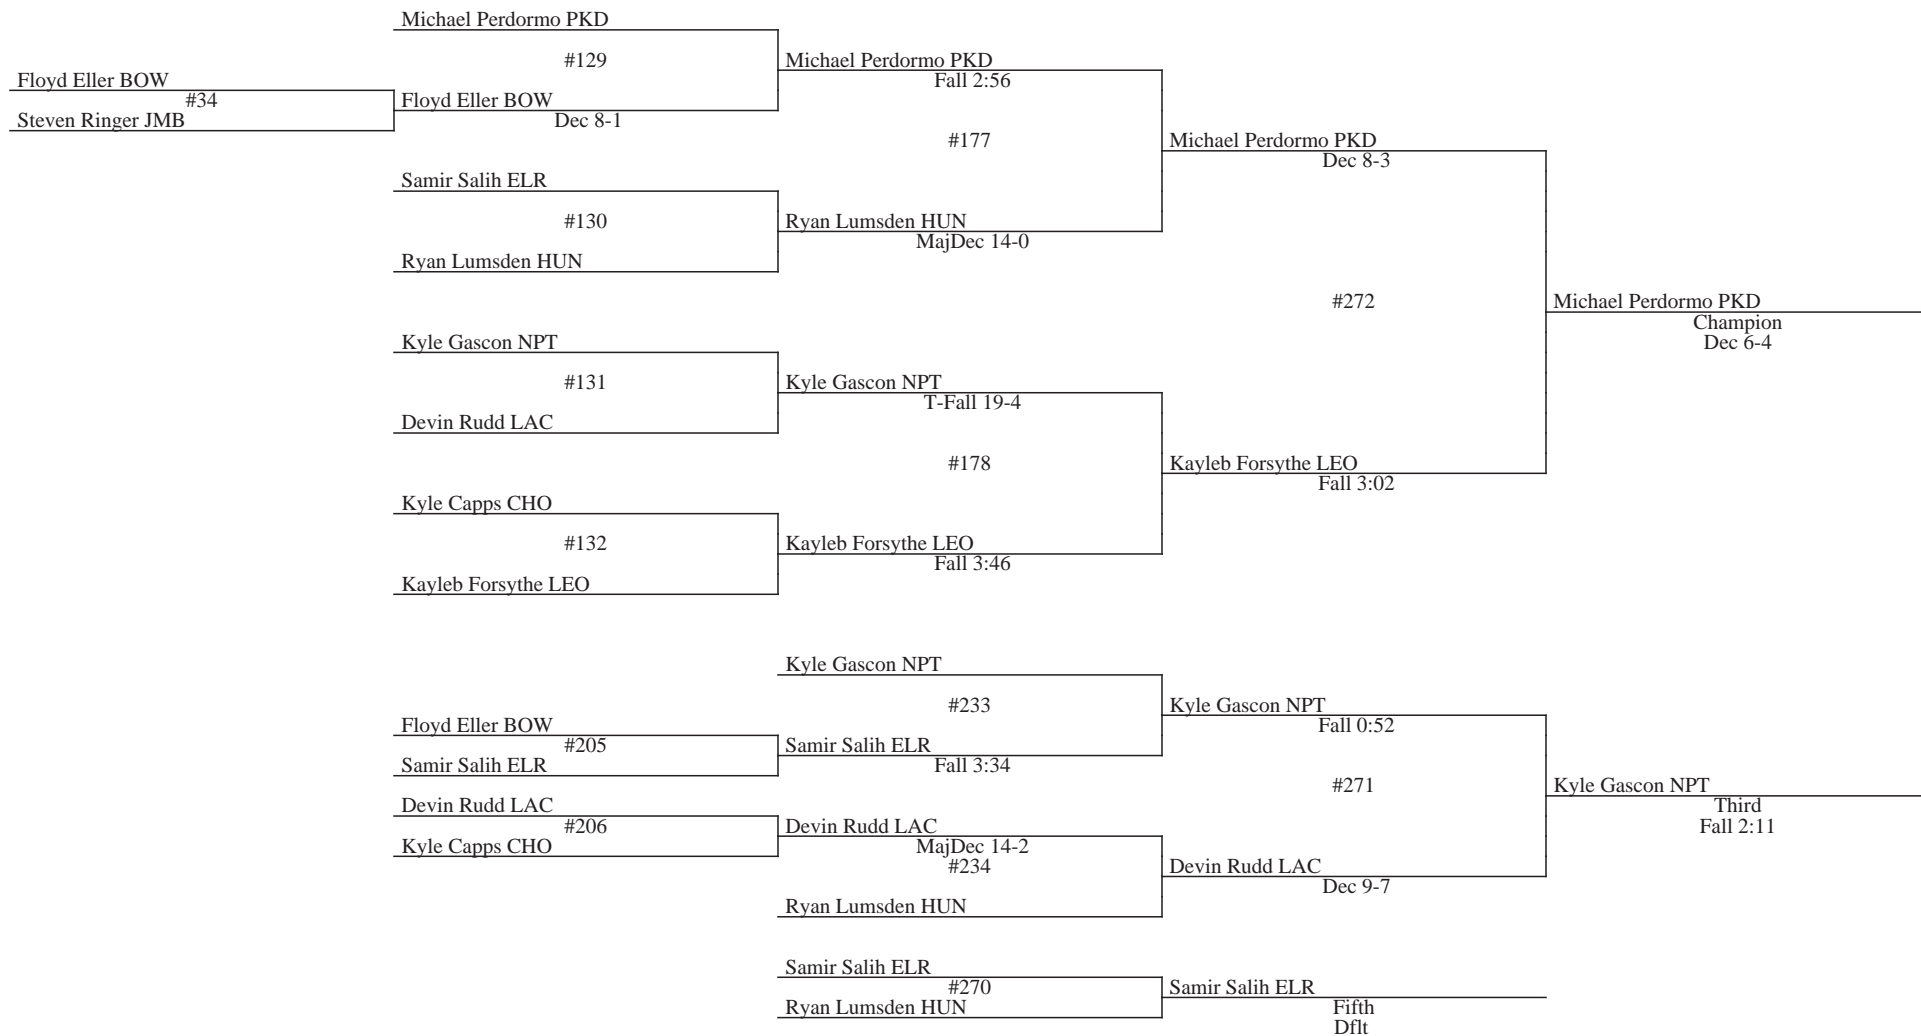 Michael Perdormo PKD
#129
Michael Perdormo PKD
Fall 2:56
Floyd Eller BOW
#34
Steven Ringer JMB
Floyd Eller BOW
Dec 8-1
#177
Michael Perdormo PKD
Dec 8-3
Samir Salih ELR
#130
Ryan Lumsden HUN
MajDec 14-0
Ryan Lumsden HUN
#272
Michael Perdormo PKD
Champion
Dec 6-4
Kyle Gascon NPT
#131
Kyle Gascon NPT
T-Fall 19-4
Devin Rudd LAC
#178
Kayleb Forsythe LEO
Fall 3:02
Kyle Capps CHO
#132
Kayleb Forsythe LEO
Fall 3:46
Kayleb Forsythe LEO
Kyle Gascon NPT
#233
Kyle Gascon NPT
Fall 0:52
Floyd Eller BOW
#205
Samir Salih ELR
Samir Salih ELR
Fall 3:34
#271
Kyle Gascon NPT
Third
Fall 2:11
Devin Rudd LAC
#206
Kyle Capps CHO
Devin Rudd LAC
MajDec 14-2
#234
Devin Rudd LAC
Dec 9-7
Ryan Lumsden HUN
Samir Salih ELR
#270
Ryan Lumsden HUN
Samir Salih ELR
Fifth
Dflt